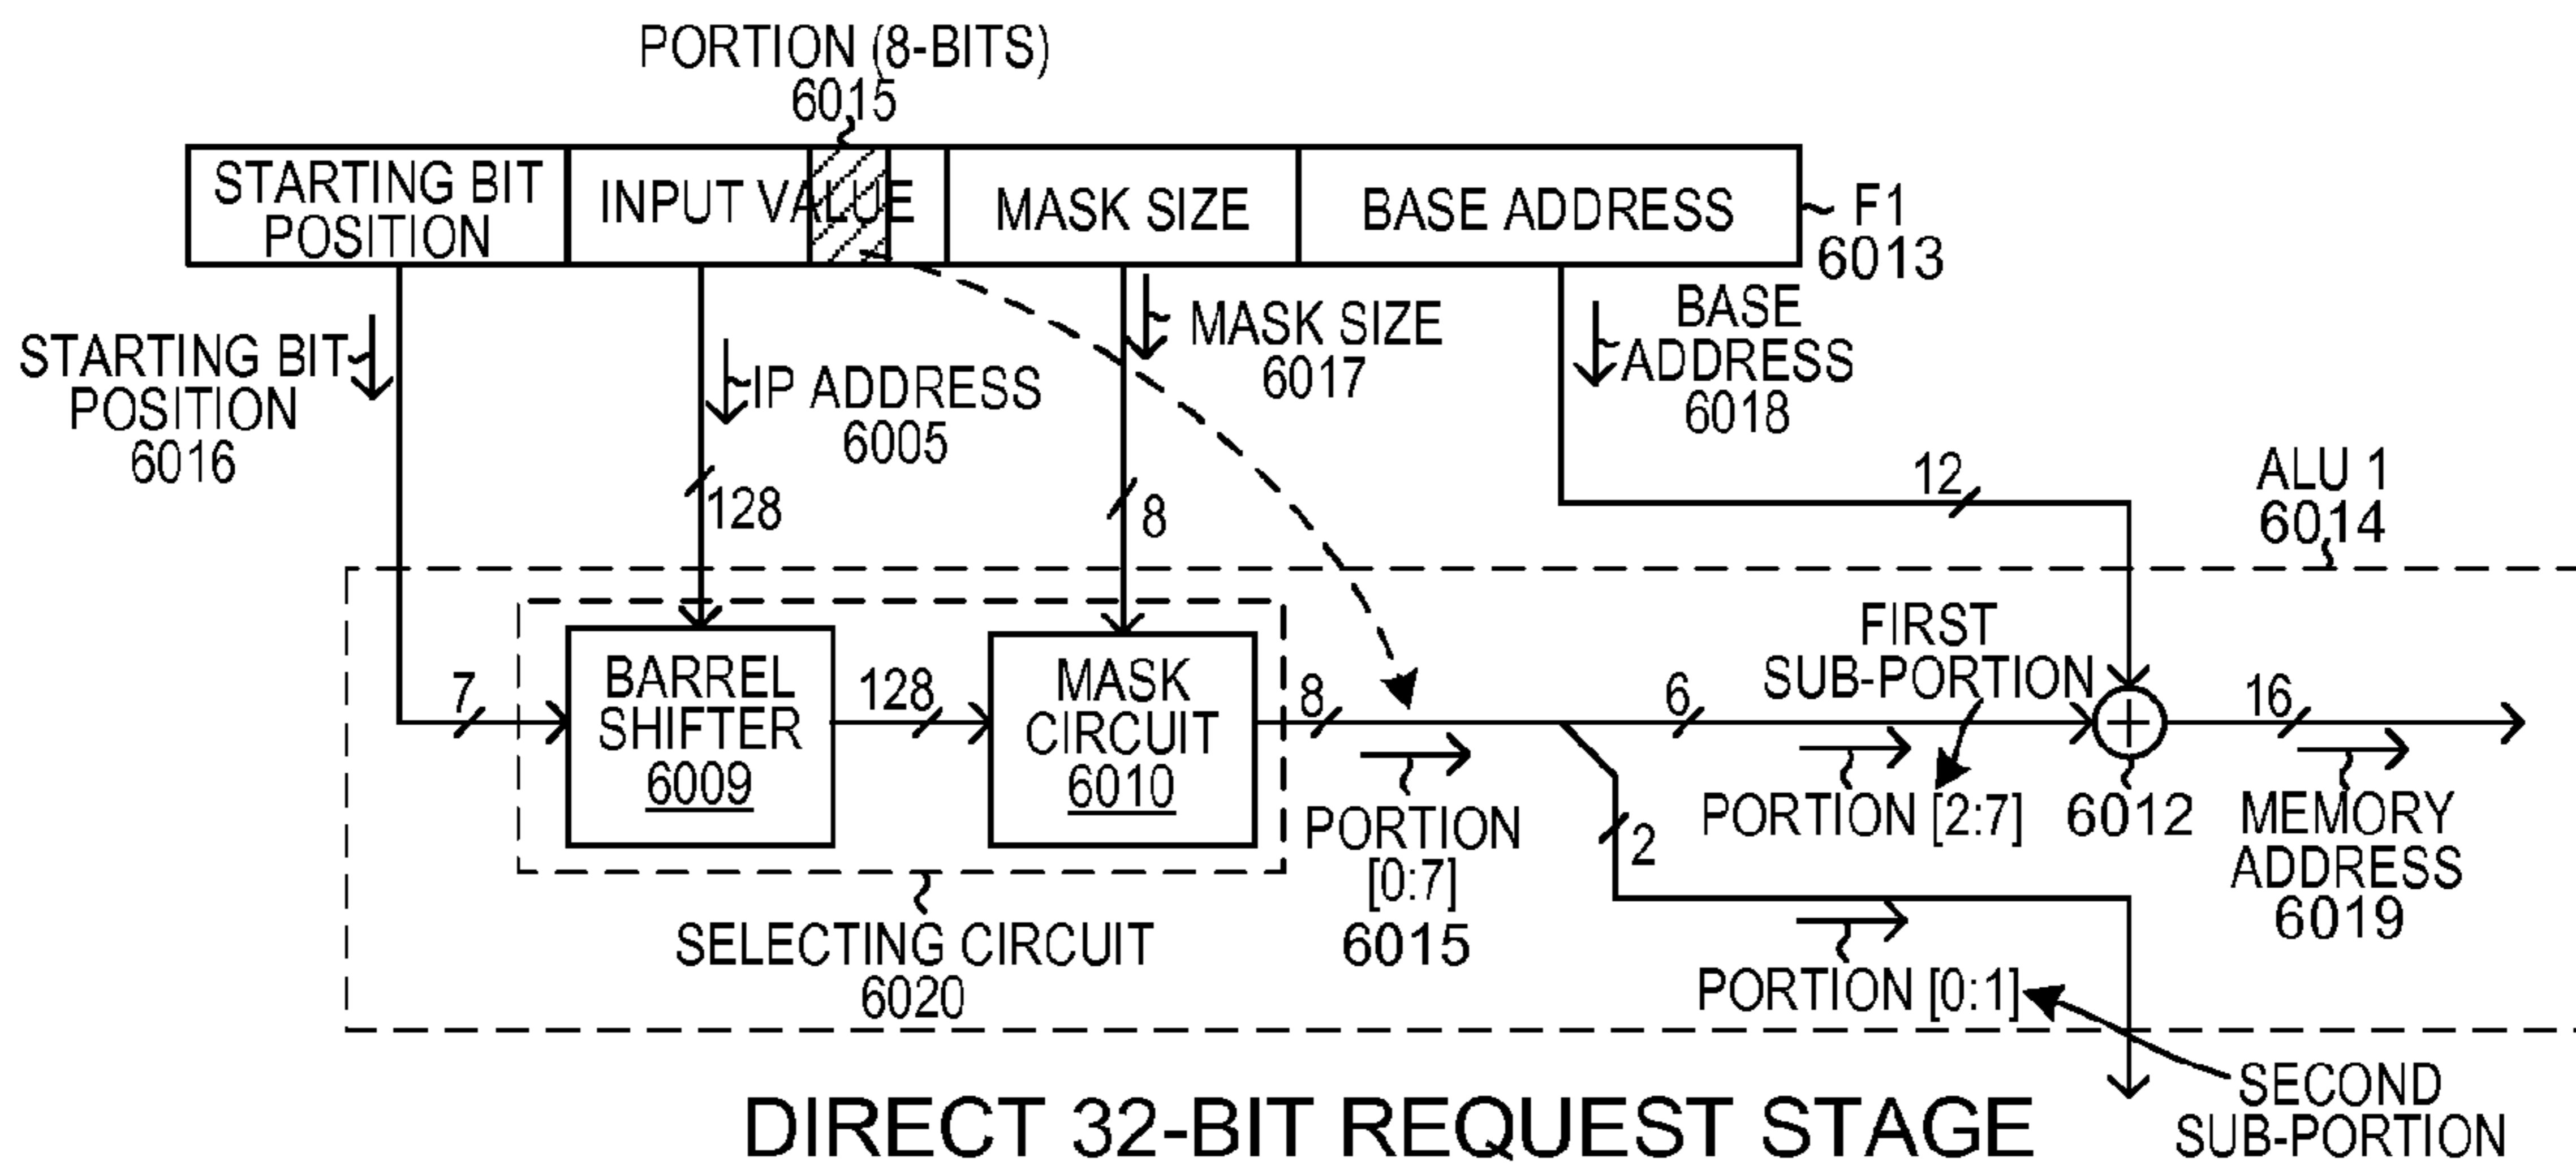 PORTION (8-BITS)
6015
STARTING BIT
POSITION
INPUT VALUE
MASK SIZE
BASE ADDRESS
F1
6013
STARTING BIT
POSITION
6016
IP ADDRESS
6005
MASK SIZE
6017
BASE
ADDRESS
6018
128
8
12
ALU 1
6014
7
BARREL
SHIFTER
6009
128
MASK
CIRCUIT
6010
8
PORTION
[0:7]
6015
6
FIRST
SUB-PORTION
PORTION [2:7]
6012
16
MEMORY
ADDRESS
6019
2
PORTION [0:1]
SELECTING CIRCUIT
6020
SECOND
SUB-PORTION
DIRECT 32-BIT REQUEST STAGE